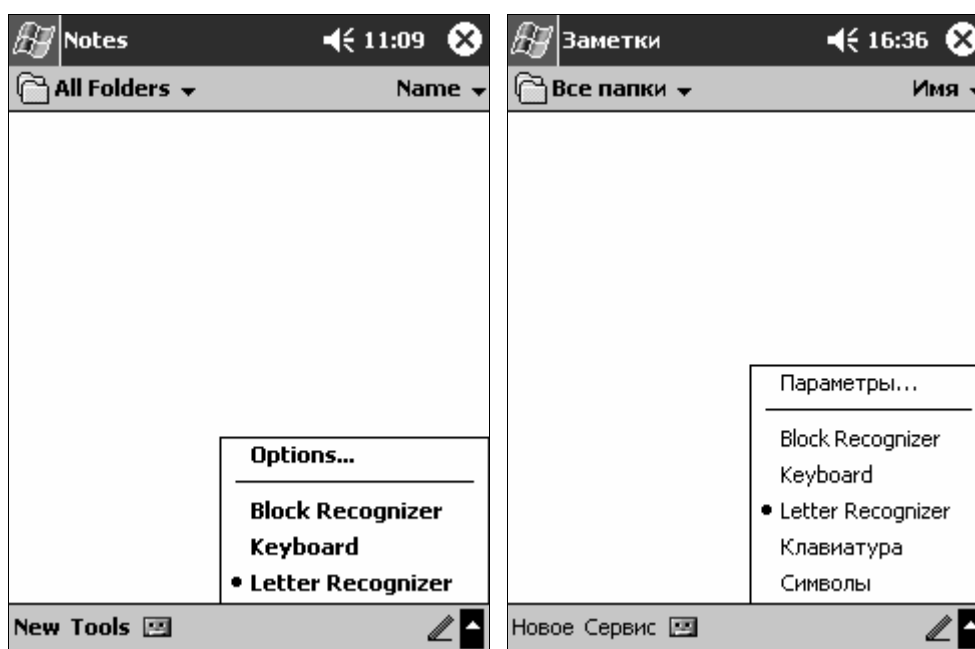 Notes 11:09
All Folders Name
Options...
Block Recognizer
Keyboard
Letter Recognizer
New Tools
Заметки 16:36
Все папки Имя
Параметры...
Block Recognizer
Keyboard
Letter Recognizer
Клавиатура
Символы
Новое Сервис